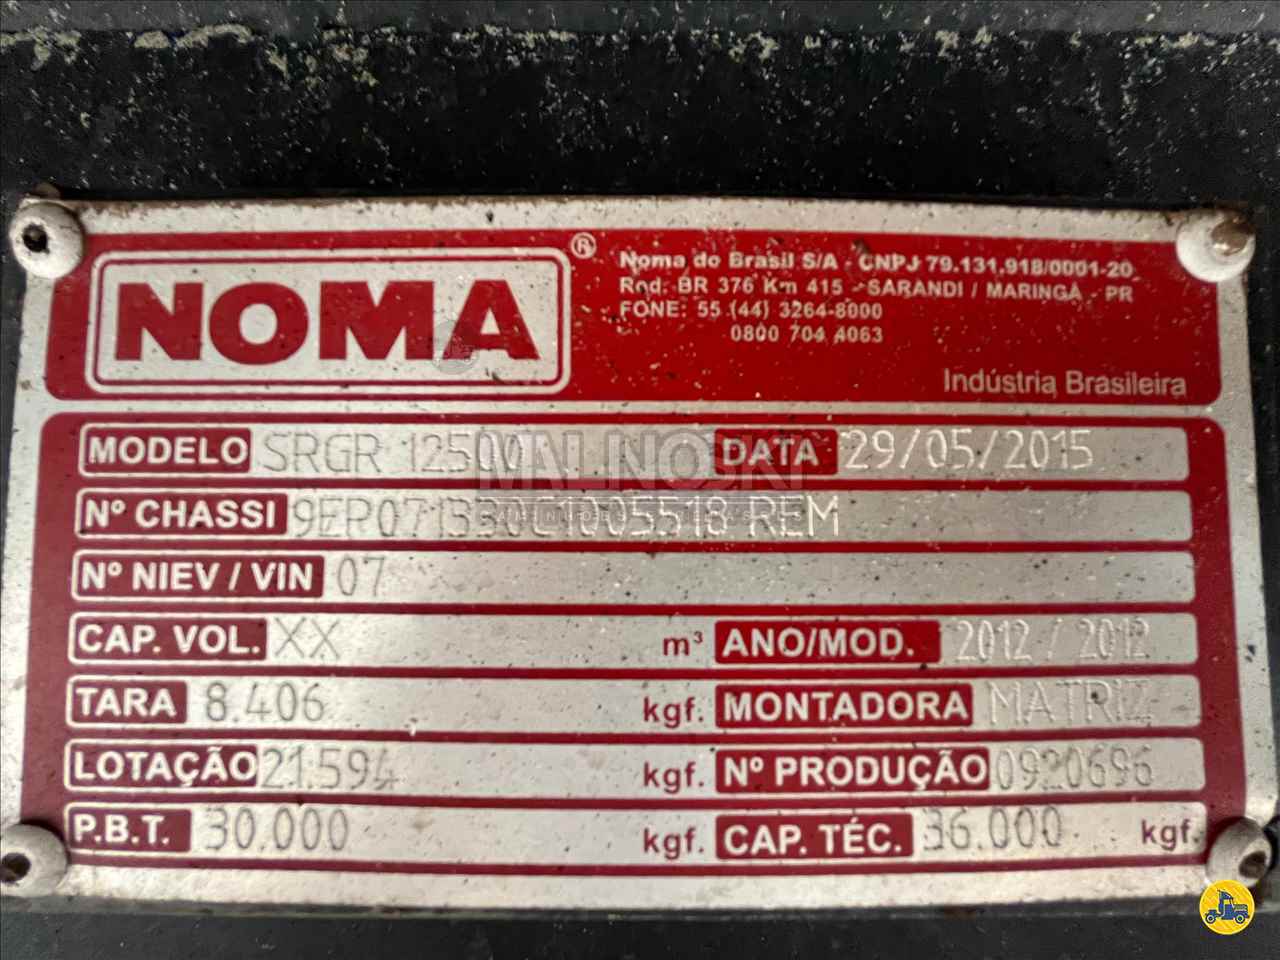 NOMA ®
Noma do Brasil S/A - CNPJ 79.131.918/0001-20
Rod. BR 376 Km 415 - SARANDI / MARINGÁ - PR
FONE: 55 (44) 3264-8000
0800 704 4063
Indústria Brasileira
MODELO SRGR 12500 DATA 29/05/2015
Nº CHASSI 9EP071330C1005518 REM
Nº NIEV / VIN 07
CAP. VOL. XX m³ ANO/MOD. 2012 / 2012
TARA 8.406 kgf. MONTADORA MATRIZ
LOTAÇÃO 21.594 kgf. Nº PRODUÇÃO 0920696
P.B.T. 30.000 kgf. CAP. TÉC. 36.000 kgf.